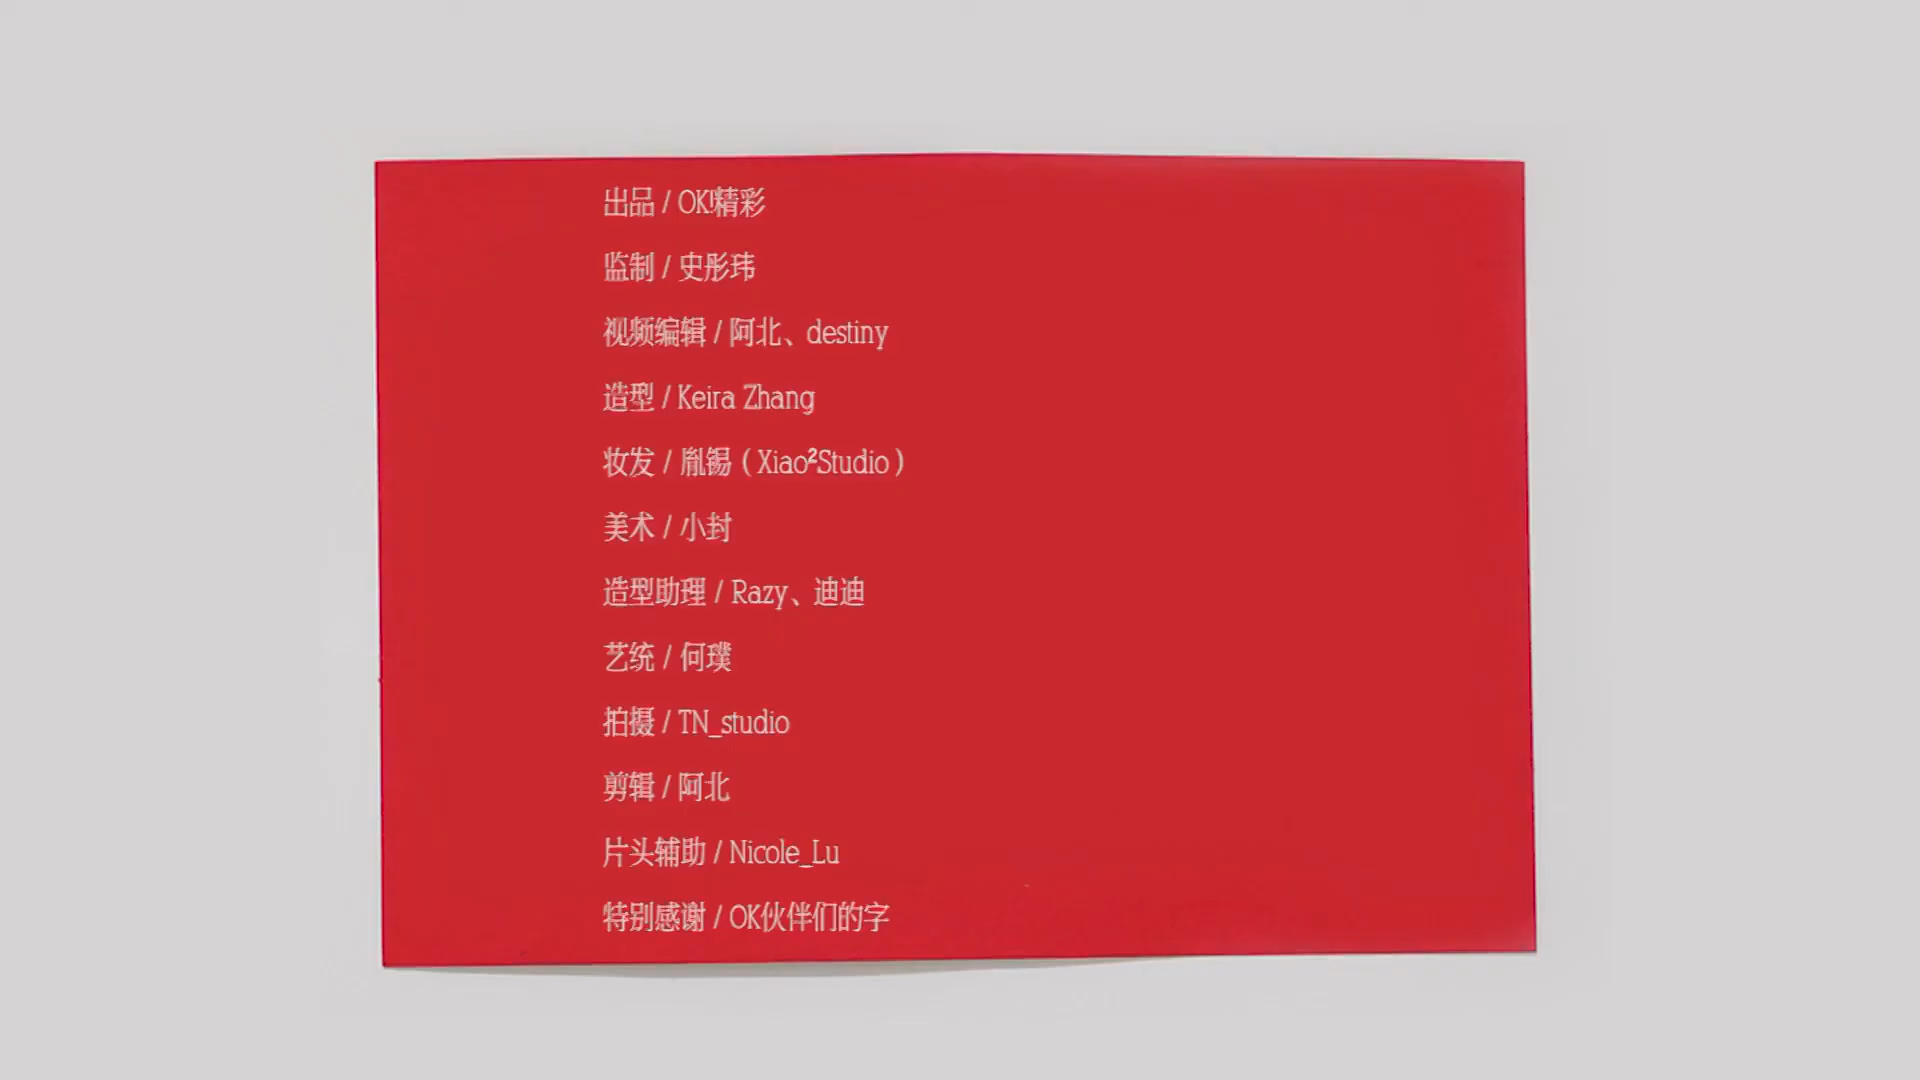 出品 / OK!精彩
监制 / 史彤玮
视频编辑 / 阿北、destiny
造型 / Keira Zhang
妆发 / 胤锡（Xiao²Studio）
美术 / 小封
造型助理 / Razy、迪迪
艺统 / 何璞
拍摄 / TN_studio
剪辑 / 阿北
片头辅助 / Nicole_Lu
特别感谢 / OK伙伴们的字